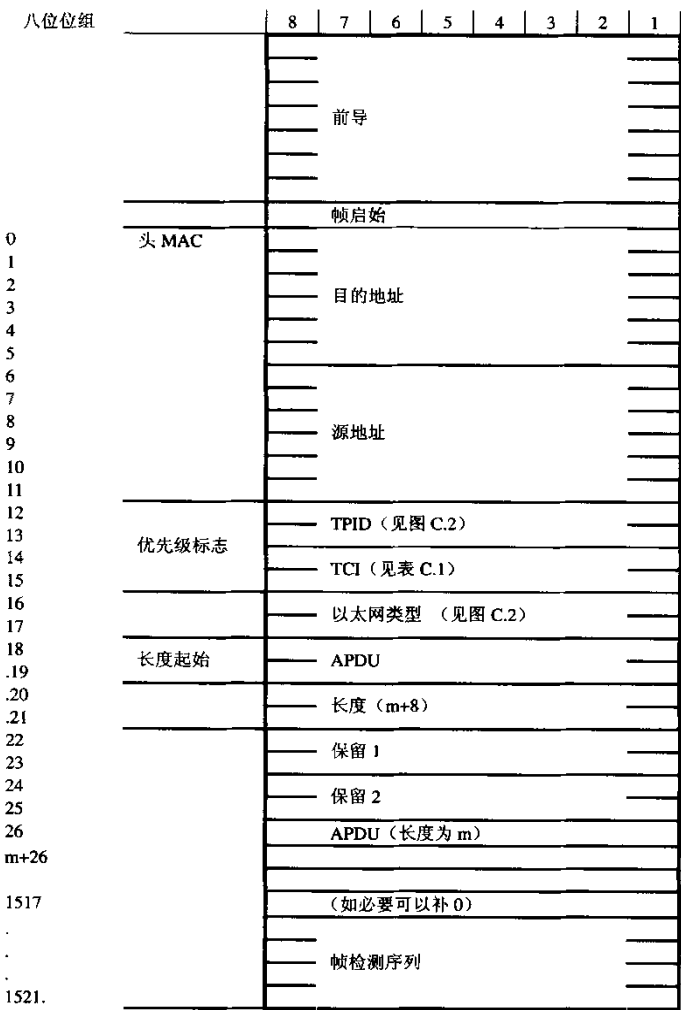 八位位组 8 7 6 5 4 3 2 1
前导
帧启始
0 头 MAC
1
2 目的地址
3
4
5
6
7
8 源地址
9
10
11
12 TPID（见图 C.2）
13 优先级标志
14 TCI（见表 C.1）
15
16 以太网类型 （见图 C.2）
17
18 长度起始 APDU
.19
.20 长度（m+8）
.21
22 保留 1
23
24 保留 2
25
26 APDU（长度为 m）
m+26
1517 （如必要可以补 0）
.
. 帧检测序列
.
1521.